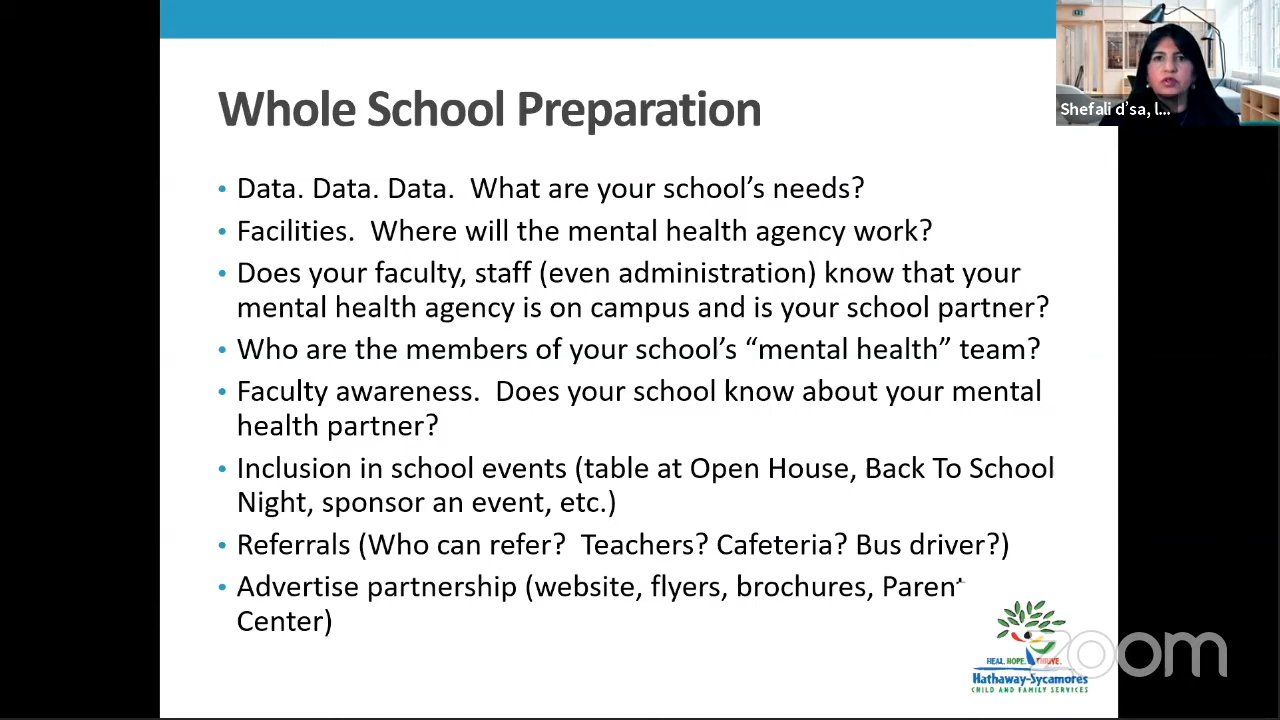 Whole School Preparation
Shefali d’sa, l...
• Data. Data. Data.  What are your school’s needs?
• Facilities.  Where will the mental health agency work?
• Does your faculty, staff (even administration) know that your
mental health agency is on campus and is your school partner?
• Who are the members of your school’s “mental health” team?
• Faculty awareness.  Does your school know about your mental
health partner?
• Inclusion in school events (table at Open House, Back To School
Night, sponsor an event, etc.)
• Referrals (Who can refer?  Teachers? Cafeteria? Bus driver?)
• Advertise partnership (website, flyers, brochures, Parent
Center)
HEAL. HOPE. THRIVE.
Hathaway-Sycamores
CHILD AND FAMILY SERVICES
zoom